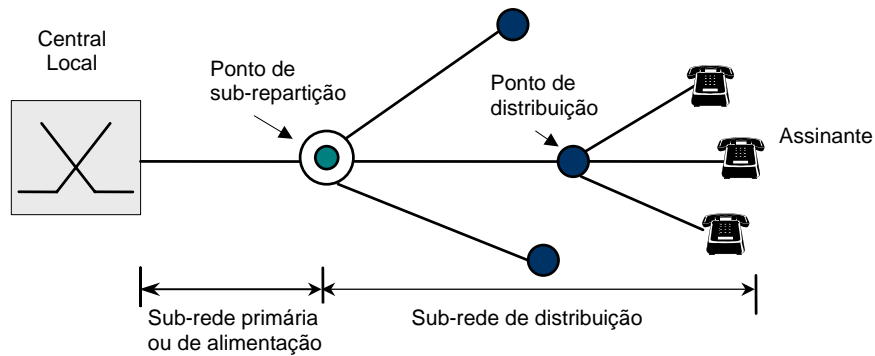 Central
Local
Ponto de
sub-repartição
Ponto de
distribuição
Assinante
Sub-rede primária
ou de alimentação
Sub-rede de distribuição